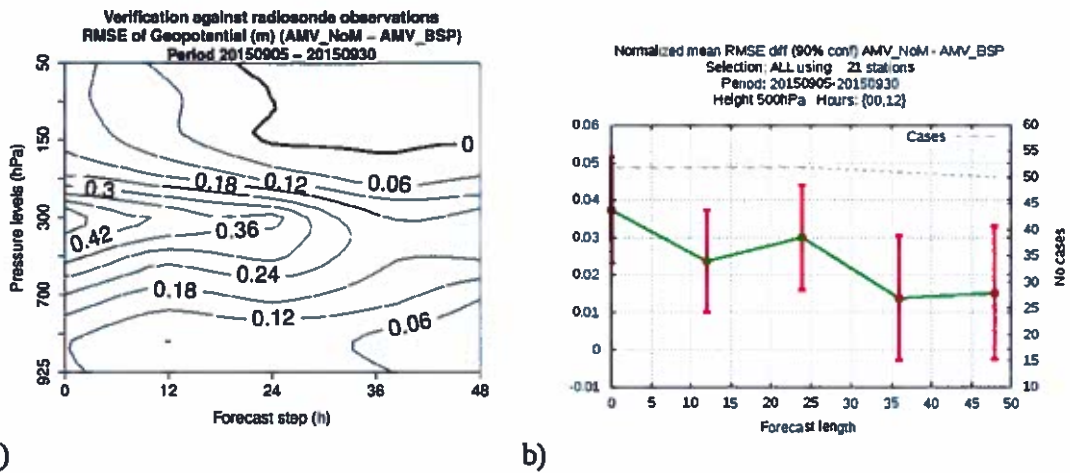 Verification against radiosonde observations
RMSE of Geopotential (m) (AMV_NoM – AMV_BSP)
Period 20150905 – 20150930
50
150
300
700
925
Pressure levels (hPa)
0
0.18
0.12
0.06
0.3
0.42
0.36
0.24
0.18
0.12
0.06
0
12
24
36
48
Forecast step (h)
)
Normalized mean RMSE diff (90% conf) AMV_NoM - AMV_BSP
Selection: ALL using 21 stations
Period: 20150905-20150930
Height 500hPa Hours: {00,12}
0.06
0.05
0.04
0.03
0.02
0.01
0
-0.01
Cases
60
55
50
45
40
35
30
25
20
15
10
No cases
0 5 10 15 20 25 30 35 40 45 50
Forecast length
b)